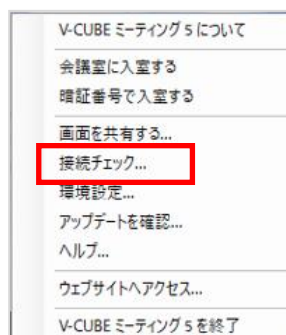 V-CUBE ミーティング 5 について
会議室に入室する
暗証番号で入室する
画面を共有する...
接続チェック...
環境設定...
アップデートを確認...
ヘルプ...
ウェブサイトへアクセス...
V-CUBE ミーティング 5 を終了